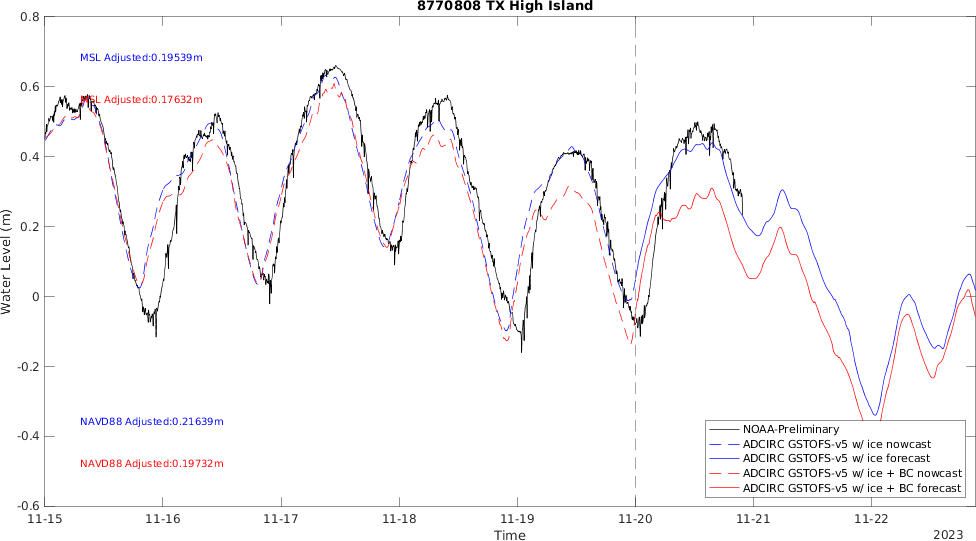 8770808 TX High Island
0.8
0.6
0.4
0.2
0
-0.2
-0.4
-0.6
Water Level (m)
MSL Adjusted:0.19539m
MSL Adjusted:0.17632m
NAVD88 Adjusted:0.21639m
NAVD88 Adjusted:0.19732m
NOAA-Preliminary
ADCIRC GSTOFS-v5 w/ ice nowcast
ADCIRC GSTOFS-v5 w/ ice forecast
ADCIRC GSTOFS-v5 w/ ice + BC nowcast
ADCIRC GSTOFS-v5 w/ ice + BC forecast
11-15 11-16 11-17 11-18 11-19 11-20 11-21 11-22
Time
2023